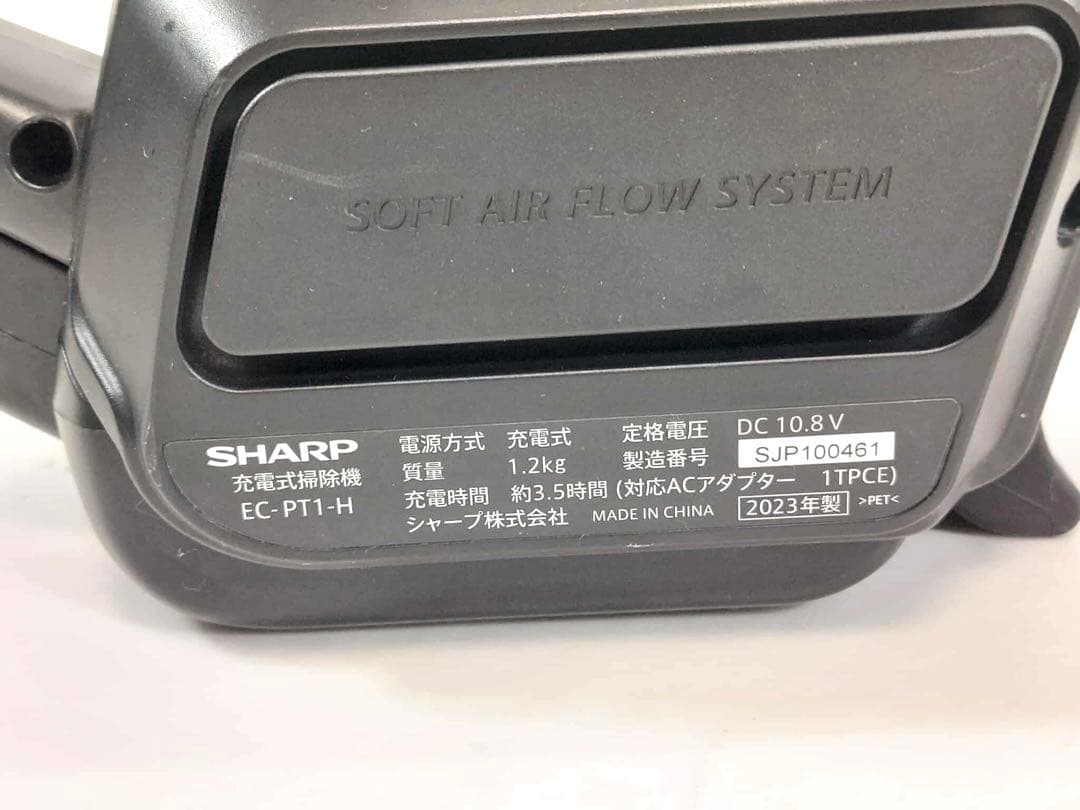 SOFT AIR FLOW SYSTEM
SHARP
充電式掃除機
EC-PT1-H
電源方式 充電式 定格電圧 DC 10.8 V
質量 1.2kg 製造番号 SJP100461
充電時間 約3.5時間 (対応ACアダプター 1TPCE)
シャープ株式会社 MADE IN CHINA 2023年製 >PET<